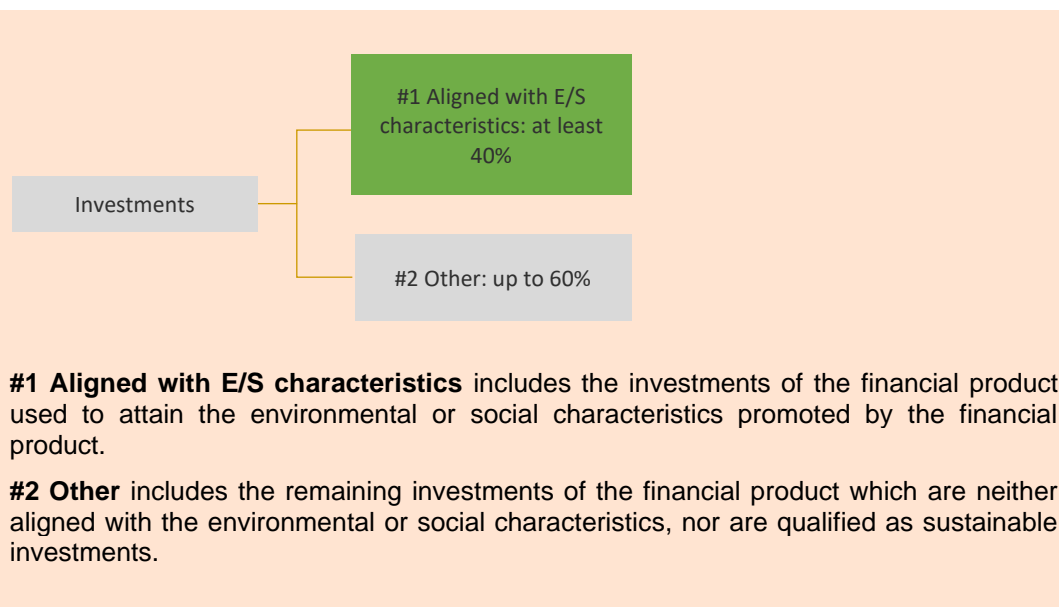 #1 Aligned with E/S
characteristics: at least
40%
Investments
#2 Other: up to 60%
#1 Aligned with E/S characteristics includes the investments of the financial product
used to attain the environmental or social characteristics promoted by the financial
product.
#2 Other includes the remaining investments of the financial product which are neither
aligned with the environmental or social characteristics, nor are qualified as sustainable
investments.